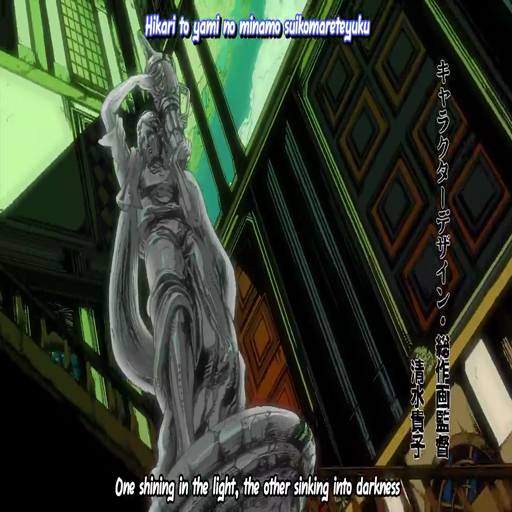 Hikari to yami no minamo suikomareteyuku
キャラクターデザイン・総作画監督
清水貴子
One shining in the light, the other sinking into darkness